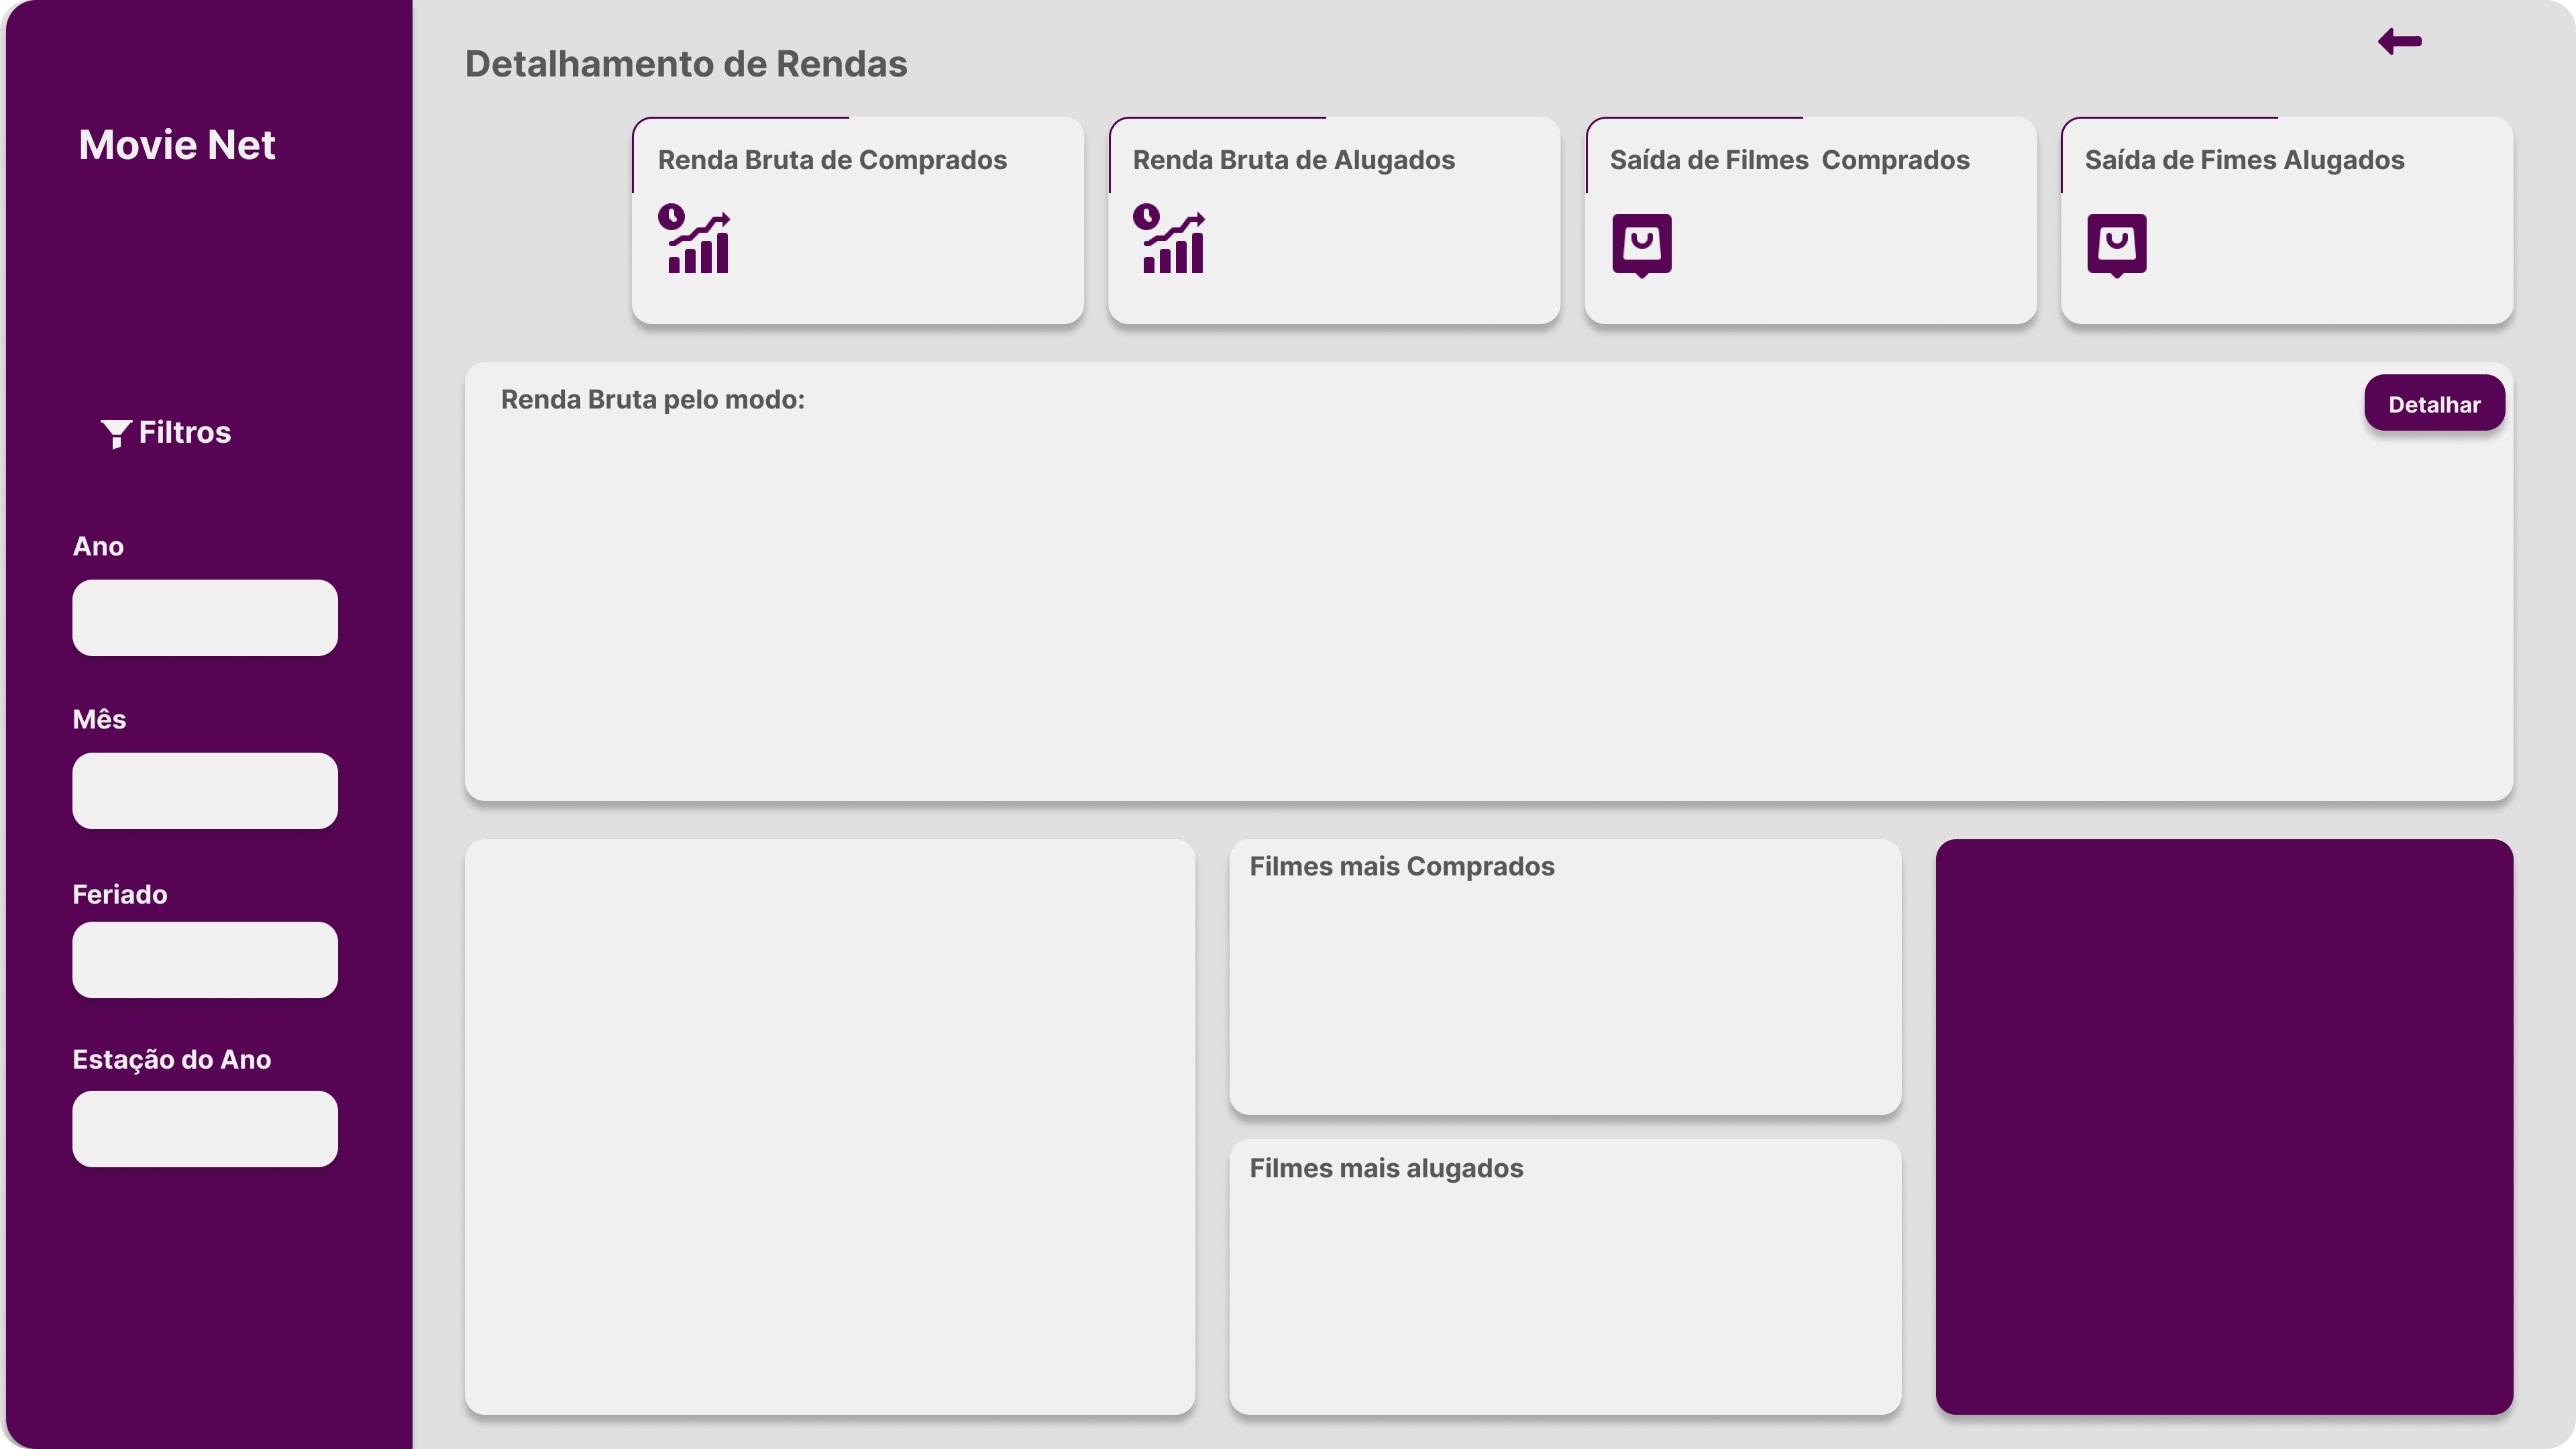 Movie Net
Filtros
Ano
Mês
Feriado
Estação do Ano
Detalhamento de Rendas
Renda Bruta de Comprados
Renda Bruta de Alugados
Saída de Filmes  Comprados
Saída de Fimes Alugados
Renda Bruta pelo modo:
Detalhar
Filmes mais Comprados
Filmes mais alugados